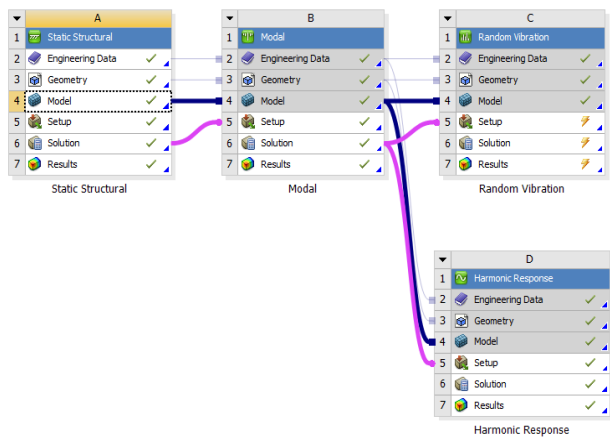 A
1 Static Structural
2 Engineering Data
3 Geometry
4 Model
5 Setup
6 Solution
7 Results
Static Structural
B
1 Modal
2 Engineering Data
3 Geometry
4 Model
5 Setup
6 Solution
7 Results
Modal
C
1 Random Vibration
2 Engineering Data
3 Geometry
4 Model
5 Setup
6 Solution
7 Results
Random Vibration
D
1 Harmonic Response
2 Engineering Data
3 Geometry
4 Model
5 Setup
6 Solution
7 Results
Harmonic Response